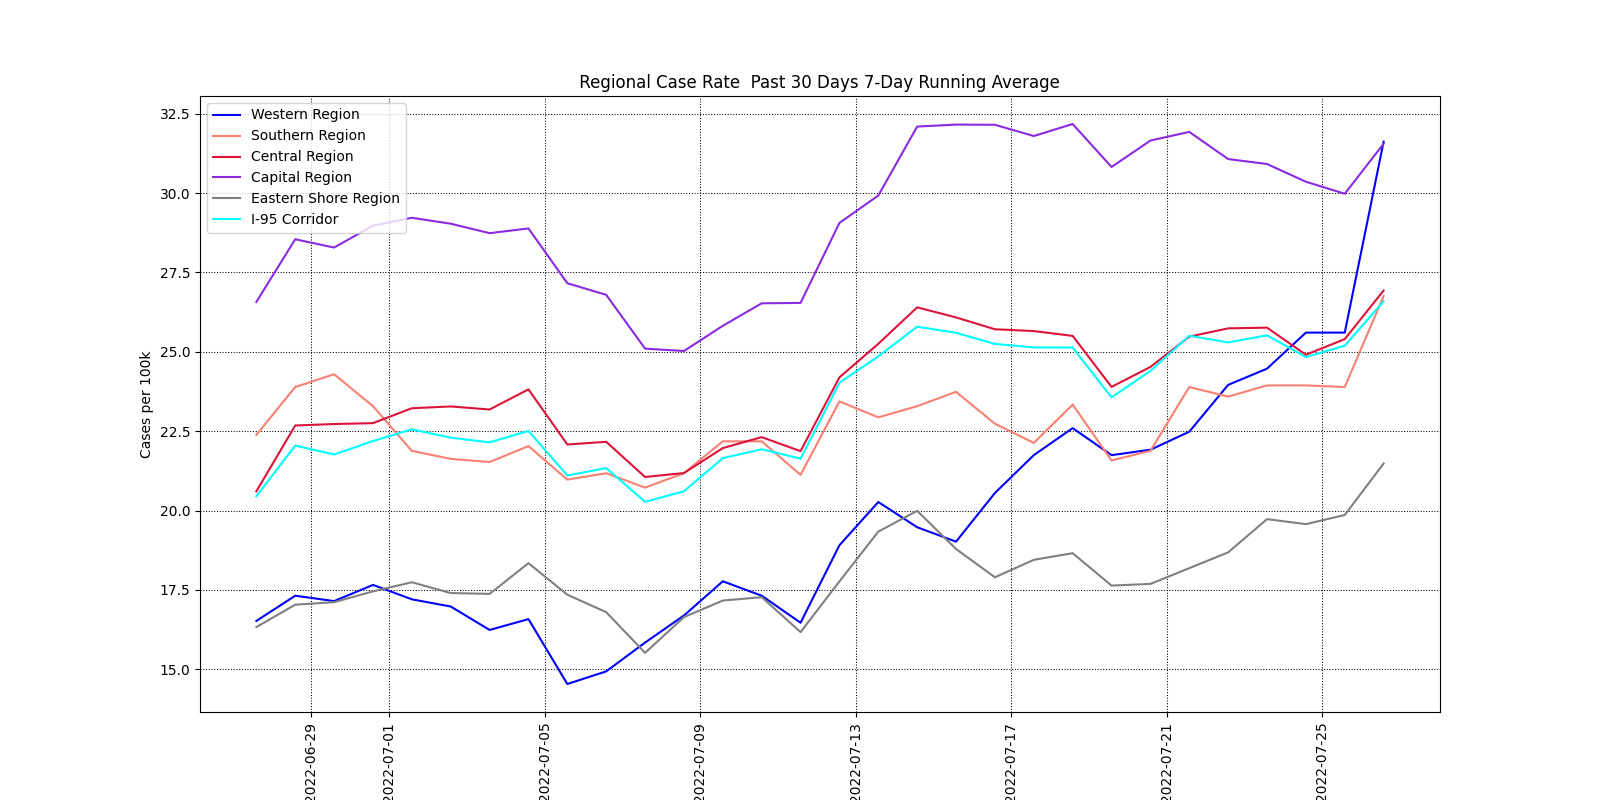 Regional Case Rate  Past 30 Days 7-Day Running Average
Western Region
Southern Region
Central Region
Capital Region
Eastern Shore Region
I-95 Corridor
Cases per 100k
32.5
30.0
27.5
25.0
22.5
20.0
17.5
15.0
2022-06-29
2022-07-01
2022-07-05
2022-07-09
2022-07-13
2022-07-17
2022-07-21
2022-07-25